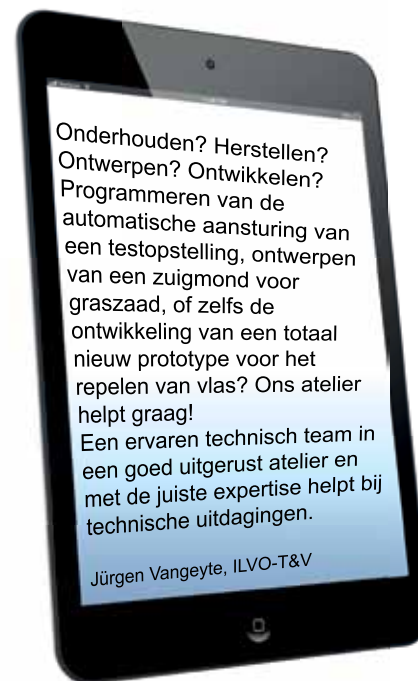 Onderhouden? Herstellen?
Ontwerpen? Ontwikkelen?
Programmeren van de
automatische aansturing van
een testopstelling, ontwerpen
van een zuigmond voor
graszaad, of zelfs de
ontwikkeling van een totaal
nieuw prototype voor het
repelen van vlas? Ons atelier
helpt graag!
Een ervaren technisch team in
een goed uitgerust atelier en
met de juiste expertise helpt bij
technische uitdagingen.
Jürgen Vangeyte, ILVO-T&V